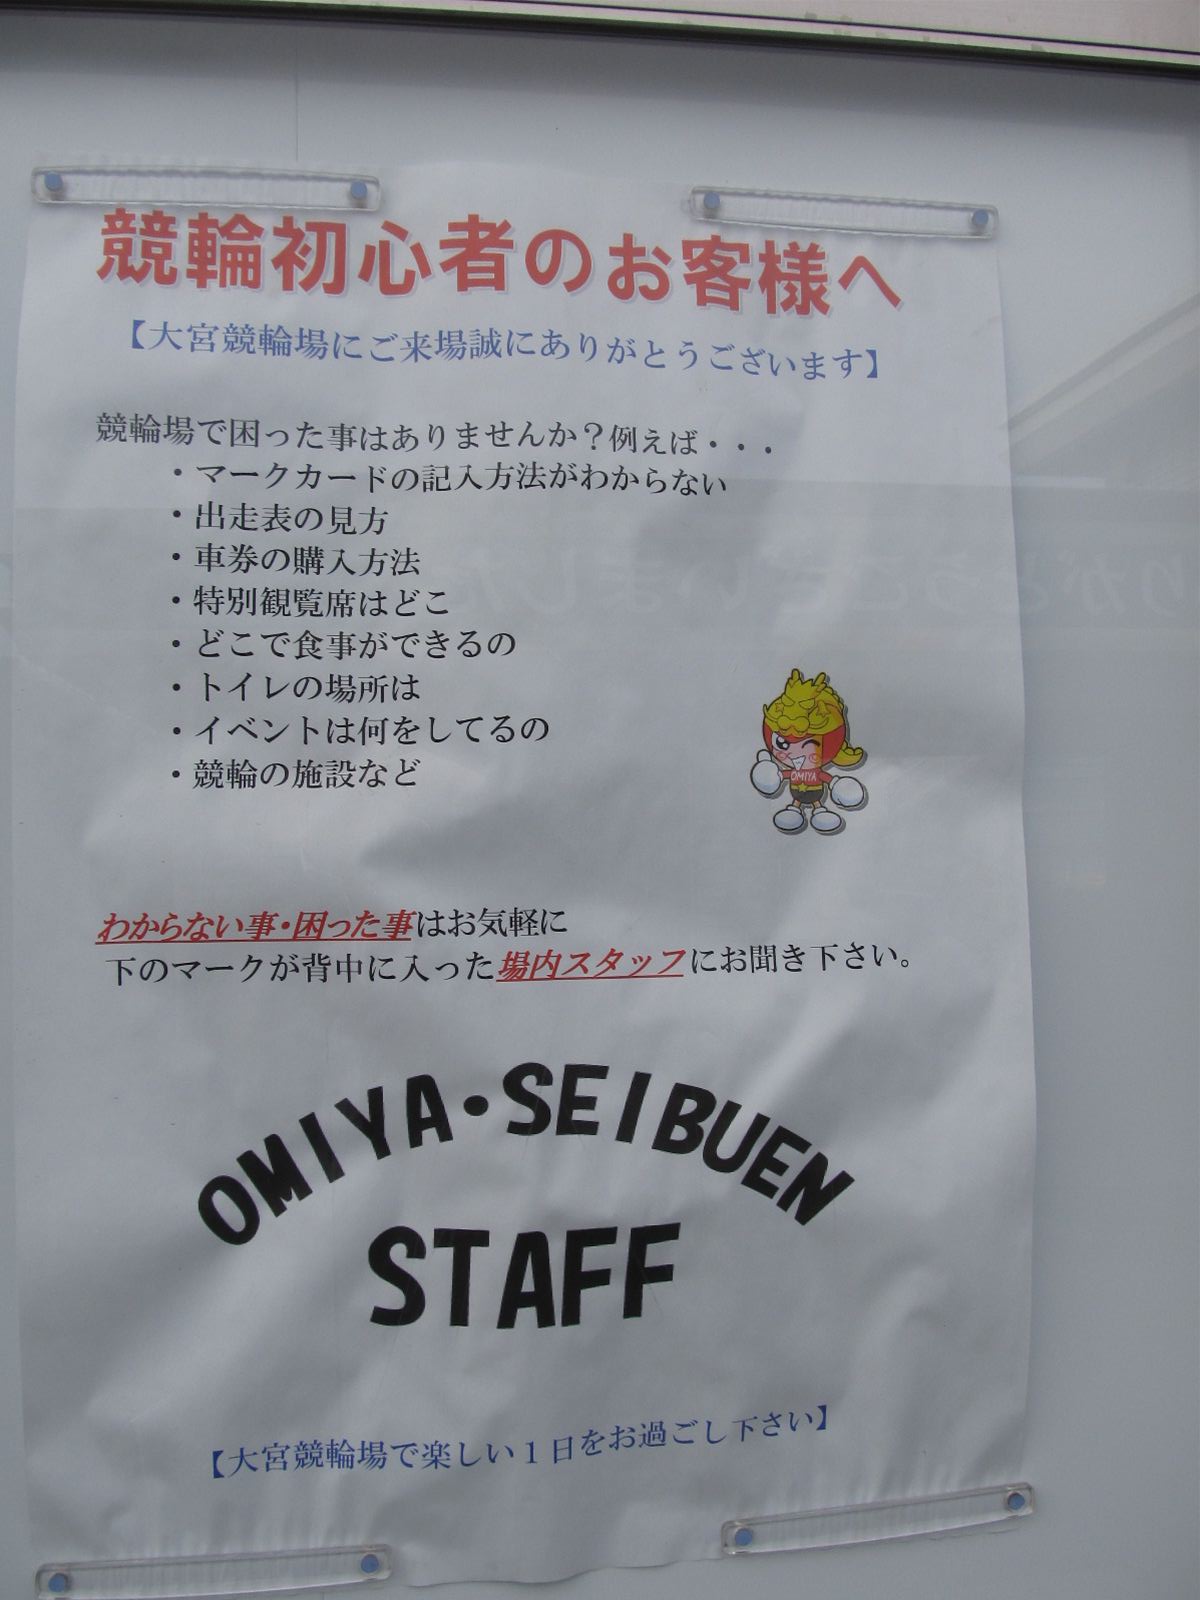 競輪初心者のお客様へ
【大宮競輪場にご来場誠にありがとうございます】
競輪場で困った事はありませんか？例えば・・・
・マークカードの記入方法がわからない
・出走表の見方
・車券の購入方法
・特別観覧席はどこ
・どこで食事ができるの
・トイレの場所は
・イベントは何をしてるの
・競輪の施設など
OMIYA
わからない事・困った事はお気軽に
下のマークが背中に入った場内スタッフにお聞き下さい。
OMIYA・SEIBUEN
STAFF
【大宮競輪場で楽しい１日をお過ごし下さい】